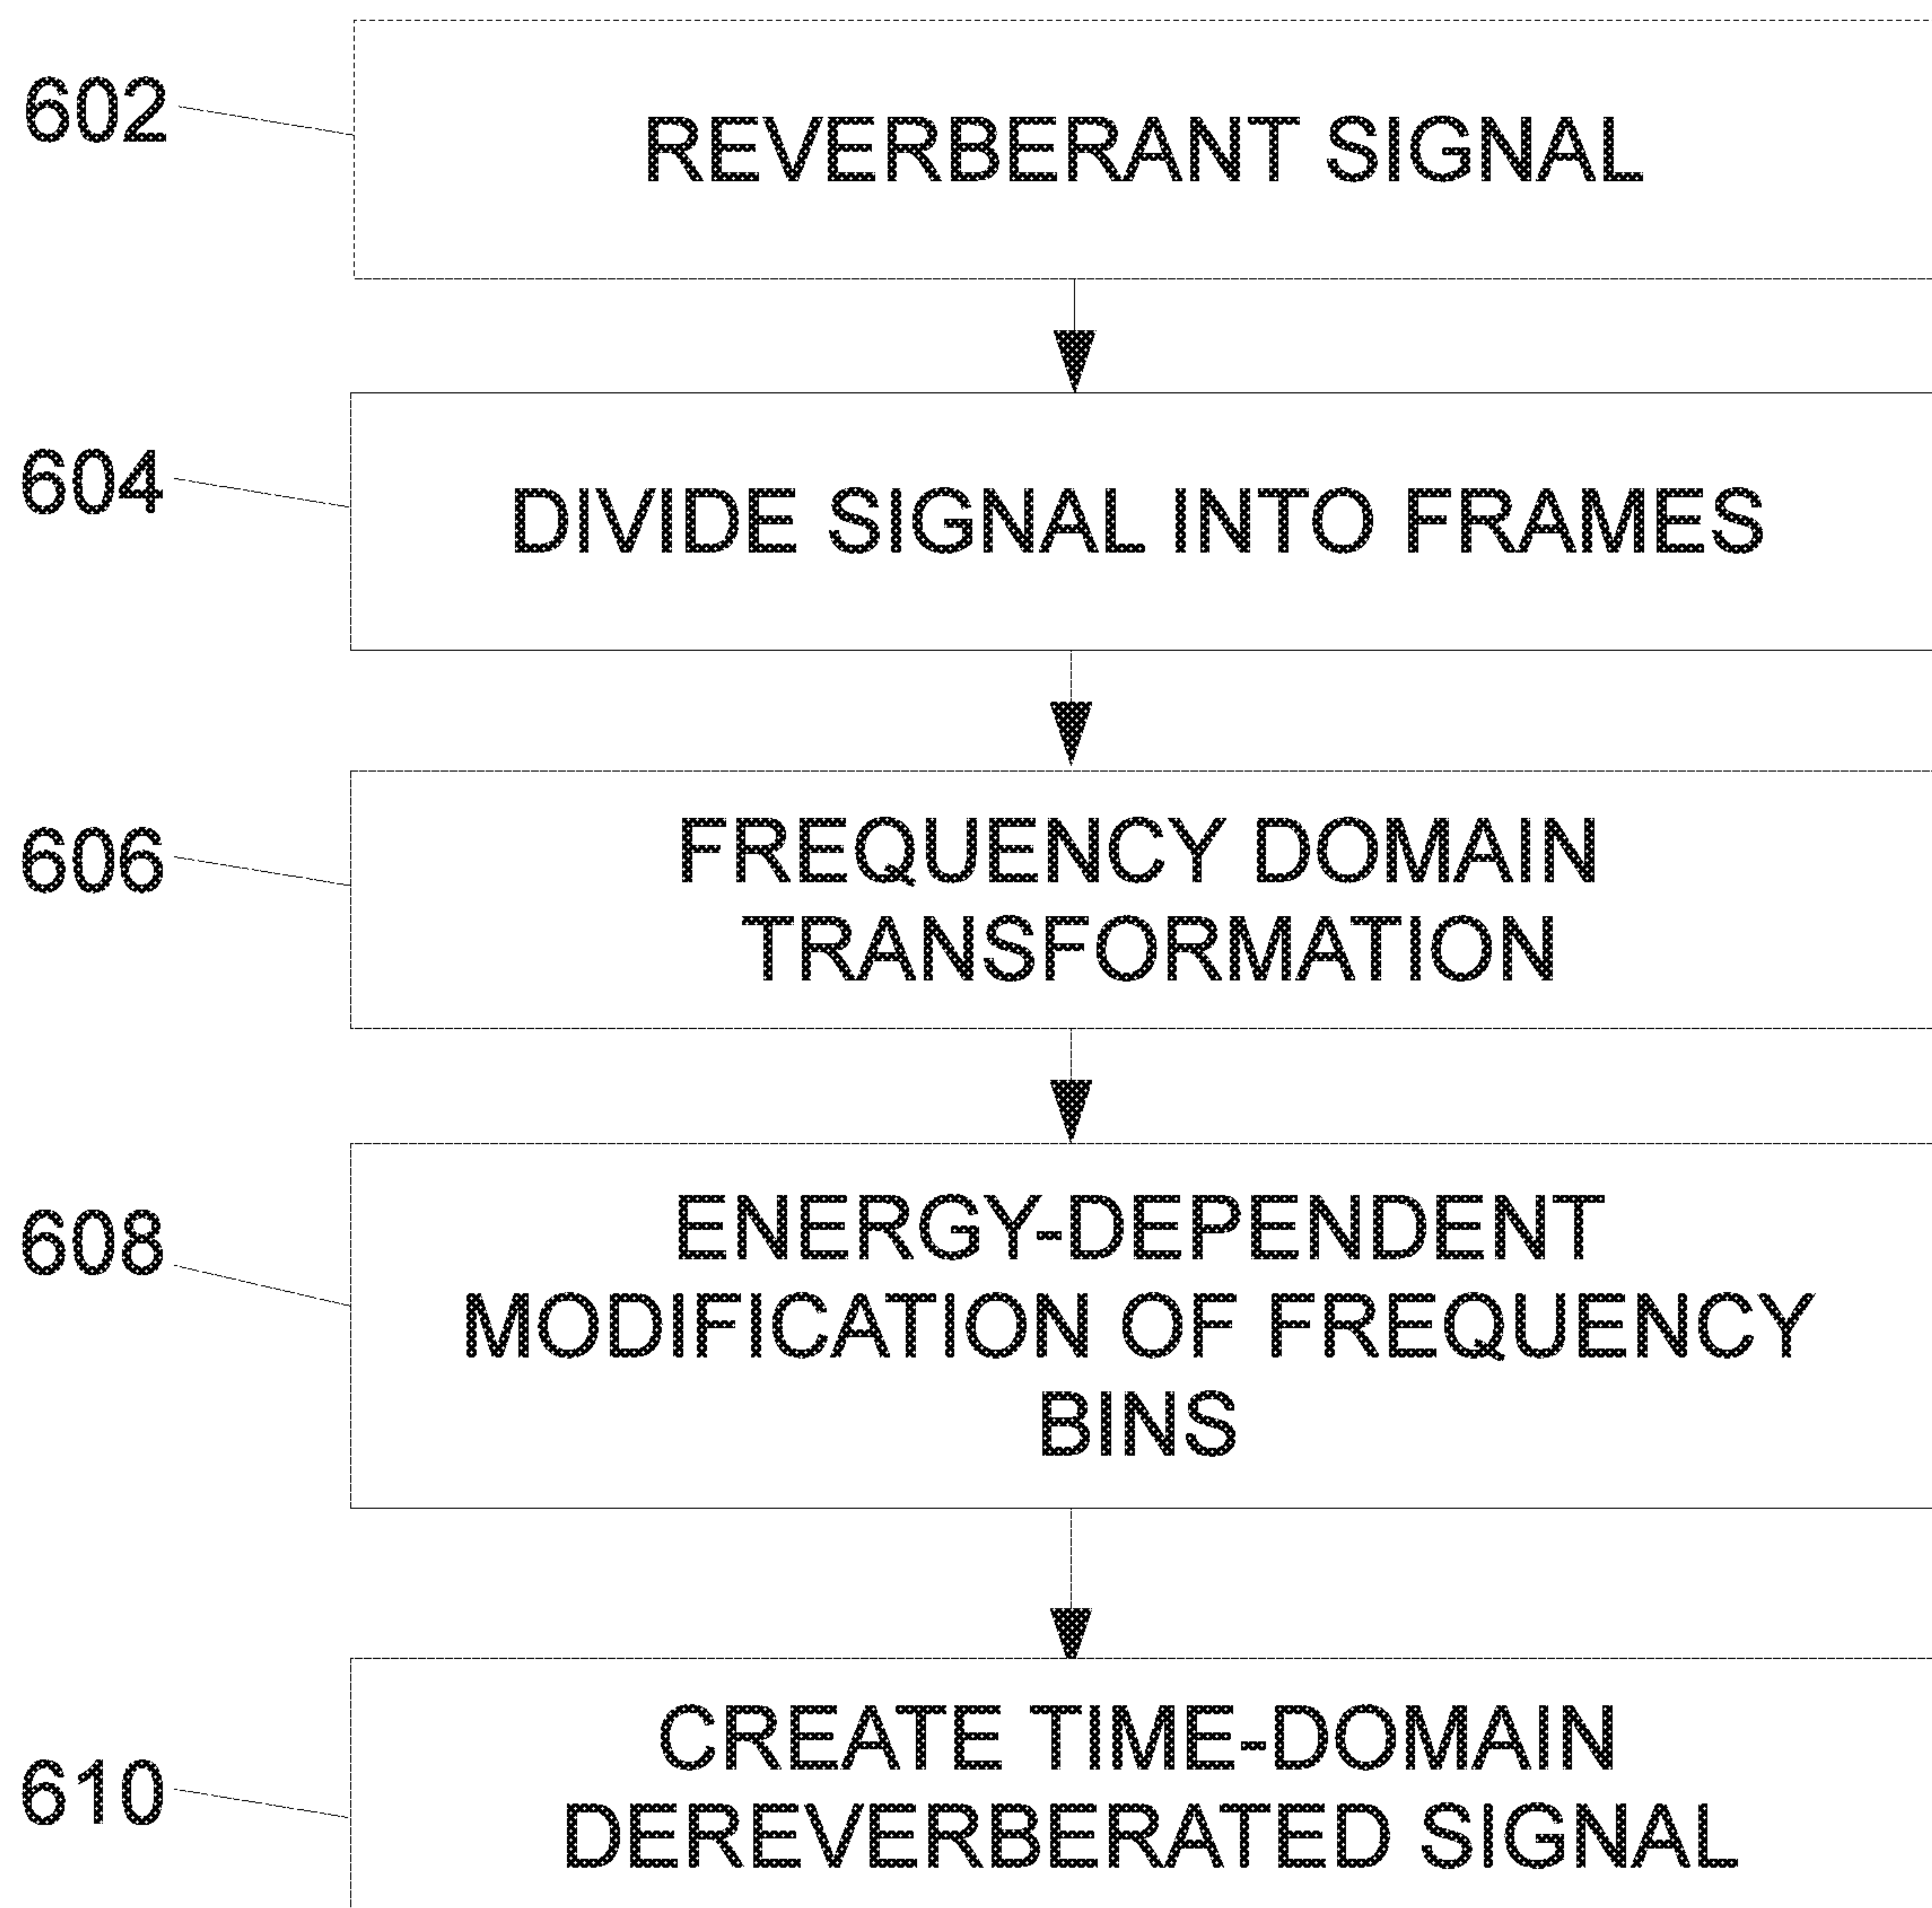 602
REVERBERANT SIGNAL
604
DIVIDE SIGNAL INTO FRAMES
606
FREQUENCY DOMAIN
TRANSFORMATION
608
ENERGY-DEPENDENT
MODIFICATION OF FREQUENCY
BINS
610
CREATE TIME-DOMAIN
DEREVERBERATED SIGNAL